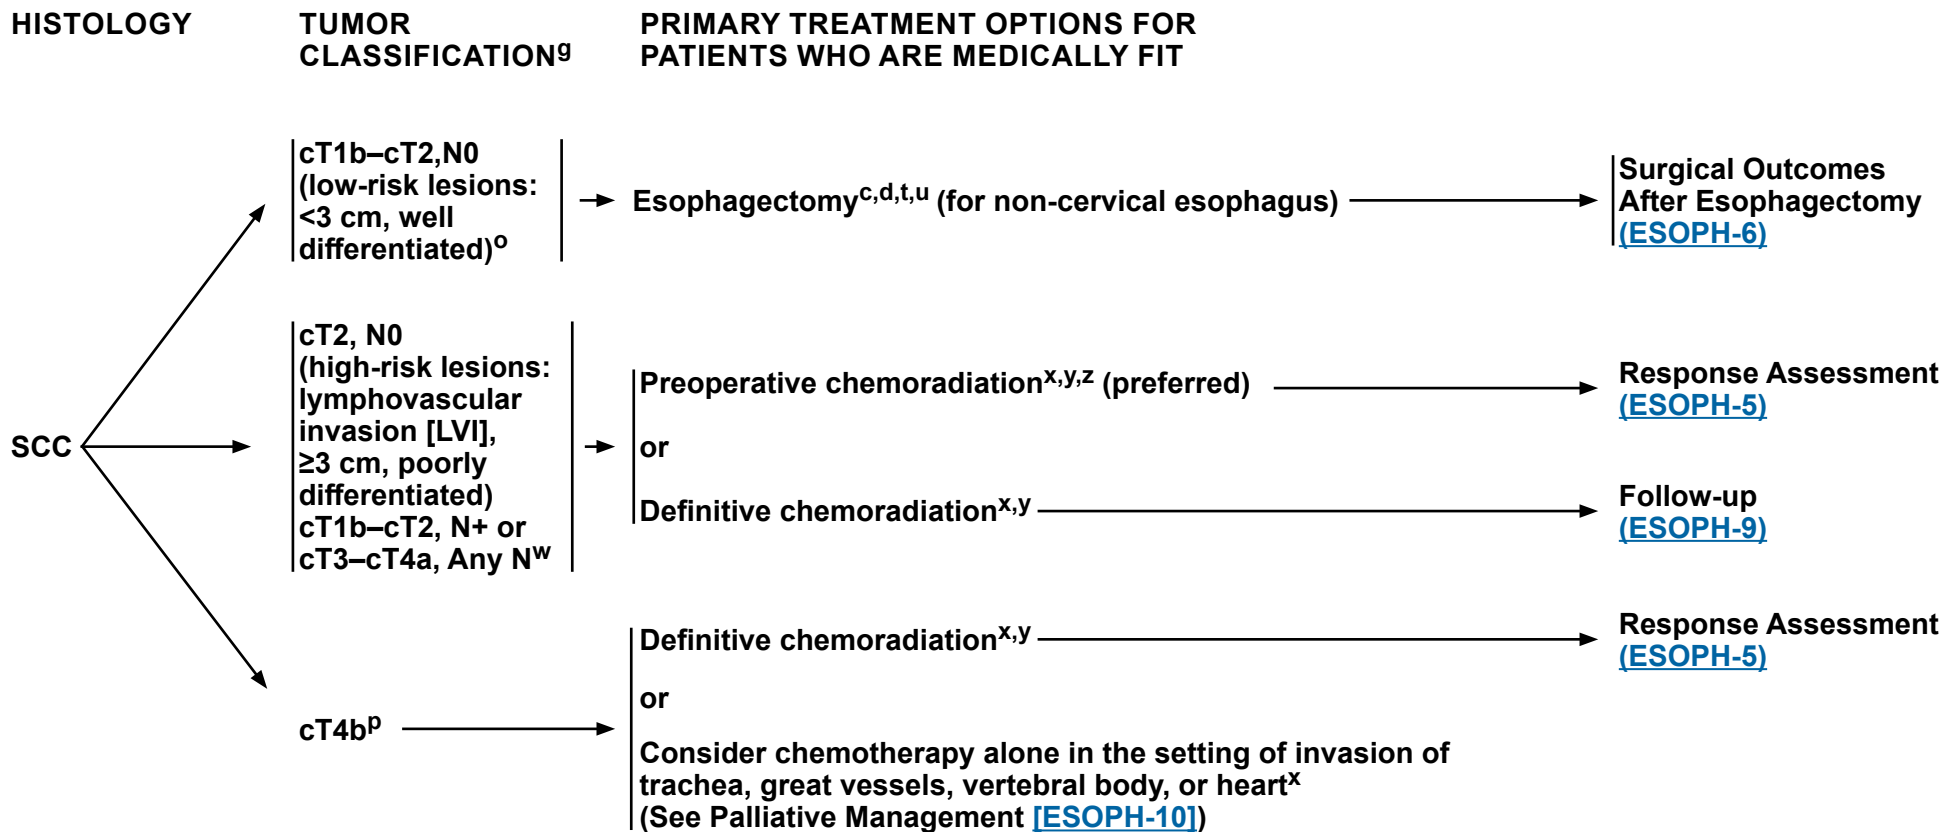 HISTOLOGY
TUMOR
CLASSIFICATIONg
PRIMARY TREATMENT OPTIONS FOR
PATIENTS WHO ARE MEDICALLY FIT
SCC
cT1b–cT2,N0
(low-risk lesions:
<3 cm, well
differentiated)o
Esophagectomyc,d,t,u (for non-cervical esophagus)
Surgical Outcomes
After Esophagectomy
(ESOPH-6)
cT2, N0
(high-risk lesions:
lymphovascular
invasion [LVI],
≥3 cm, poorly
differentiated)
cT1b–cT2, N+ or
cT3–cT4a, Any Nw
Preoperative chemoradiationx,y,z (preferred)
Response Assessment
(ESOPH-5)
or
Definitive chemoradiationx,y
Follow-up
(ESOPH-9)
cT4bp
Definitive chemoradiationx,y
Response Assessment
(ESOPH-5)
or
Consider chemotherapy alone in the setting of invasion of
trachea, great vessels, vertebral body, or heartx
(See Palliative Management [ESOPH-10])